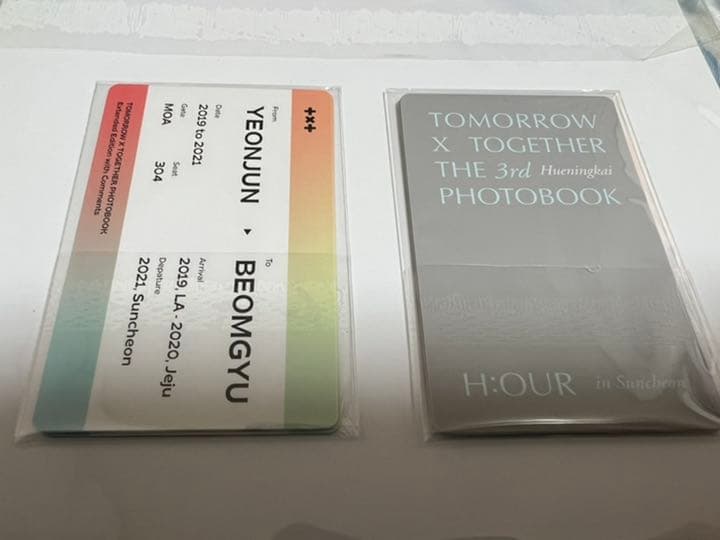 +x+
From
YEONJUN
To
BEOMGYU
Date
2019 to 2021
Arrival
2019, LA - 2020, Jeju
Gate
MOA
Seat
304
Depature
2021, Suncheon
TOMORROW X TOGETHER PHOTOBOOK
Extended Edition with Comments
TOMORROW
X TOGETHER
THE 3rd Hueningkai
PHOTOBOOK
H:OUR in Suncheon